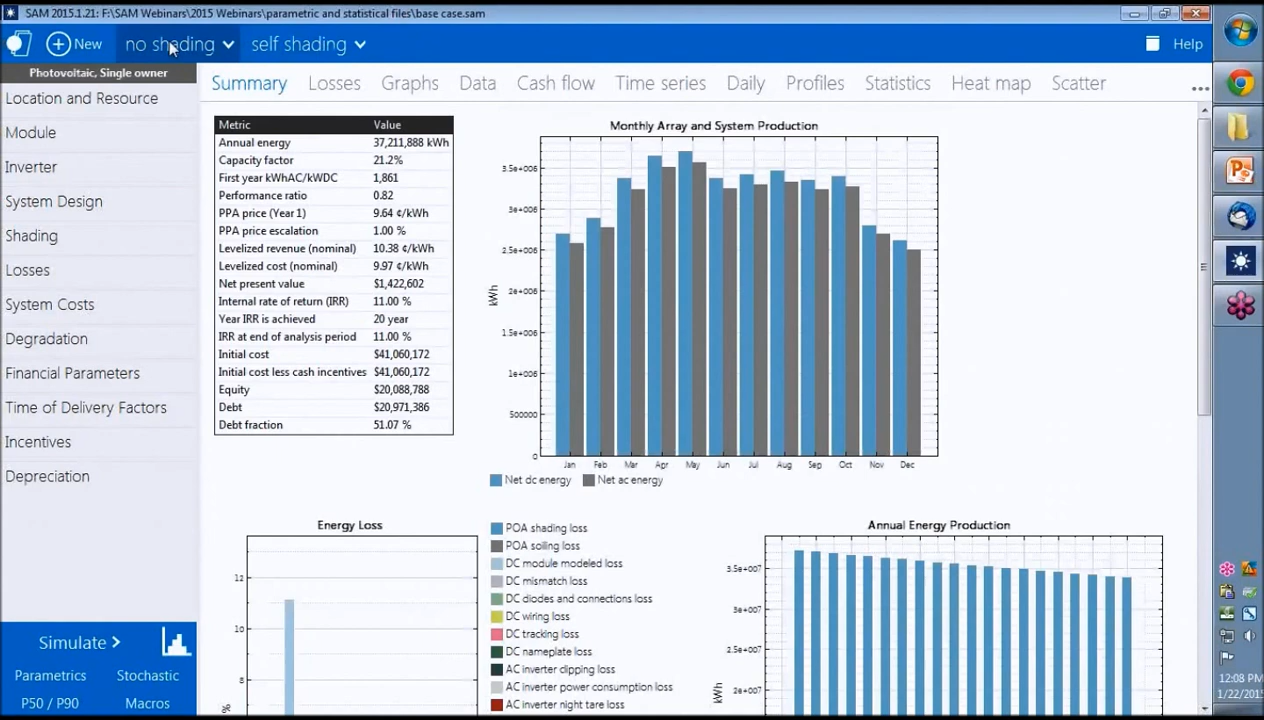 SAM 2015.1.21: F:\SAM Webinars\2015 Webinars\parametric and statistical files\base case.sam
New
no shading
self shading
Help
Photovoltaic, Single owner
Location and Resource
Module
Inverter
System Design
Shading
Losses
System Costs
Degradation
Financial Parameters
Time of Delivery Factors
Incentives
Depreciation
Simulate >
Parametrics Stochastic
P50 / P90 Macros
Summary Losses Graphs Data Cash flow Time series Daily Profiles Statistics Heat map Scatter ...
Metric Value
Annual energy 37,211,888 kWh
Capacity factor 21.2%
First year kWhAC/kWDC 1,861
Performance ratio 0.82
PPA price (Year 1) 9.64 ¢/kWh
PPA price escalation 1.00 %
Levelized revenue (nominal) 10.38 ¢/kWh
Levelized cost (nominal) 9.97 ¢/kWh
Net present value $1,422,602
Internal rate of return (IRR) 11.00 %
Year IRR is achieved 20 year
IRR at end of analysis period 11.00 %
Initial cost $41,060,172
Initial cost less cash incentives $41,060,172
Equity $20,088,788
Debt $20,971,386
Debt fraction 51.07 %
Monthly Array and System Production
3.5e+006
3e+006
2.5e+006
2e+006
1.5e+006
1e+006
500000
0
kWh
Jan Feb Mar Apr May Jun Jul Aug Sep Oct Nov Dec
Net dc energy Net ac energy
Energy Loss
12
10
8
%
POA shading loss
POA soiling loss
DC module modeled loss
DC mismatch loss
DC diodes and connections loss
DC wiring loss
DC tracking loss
DC nameplate loss
AC inverter clipping loss
AC inverter power consumption loss
AC inverter night tare loss
Annual Energy Production
3.5e+007
3e+007
2.5e+007
2e+007
kWh
12:08 PM
1/22/201